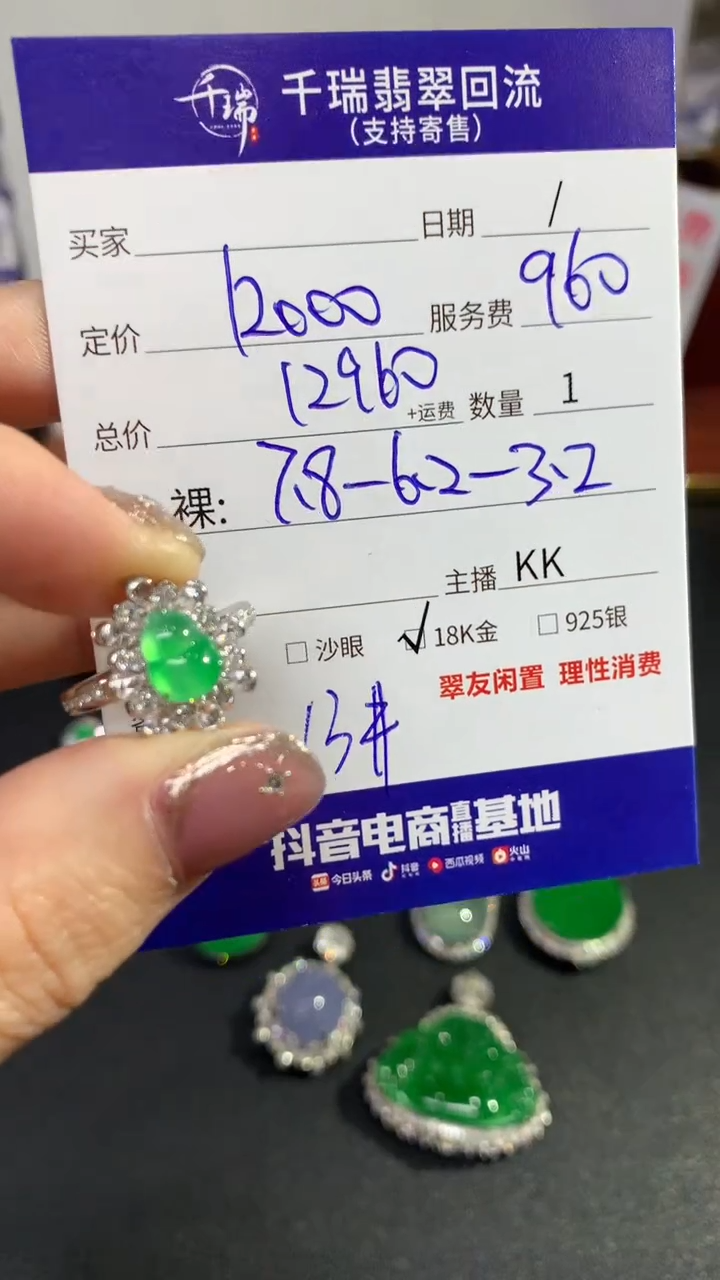 千瑞
千瑞翡翠回流
(支持寄售)
买家 日期 /
定价 12000 服务费 960
总价 12960 +运费 数量 1
裸: 7.8-6.2-3.2
主播 KK
沙眼 18K金 925银
翠友闲置 理性消费
13#
抖音电商直播基地
头条 今日头条 抖音 西瓜视频 火山